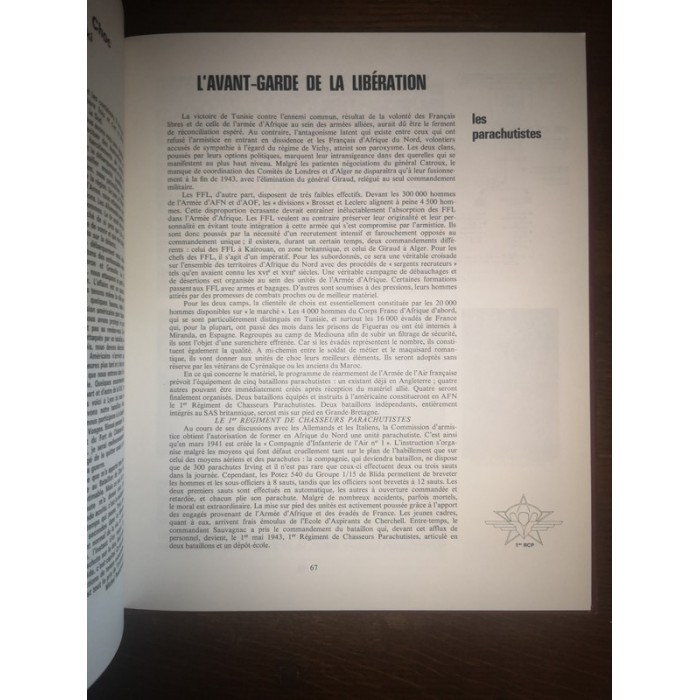 L'AVANT-GARDE DE LA LIBÉRATION
les
parachutistes
La victoire de Tunisie contre l'ennemi commun, résultat de la volonté des Français
libres et de celle de l'armée d'Afrique au sein des armées alliées, aurait dû être le ferment
de réconciliation espéré. Au contraire, l'antagonisme latent qui existe entre ceux qui ont
refusé l'armistice en entrant en dissidence et les Français d'Afrique du Nord, volontiers
accusés de sympathie à l'égard du régime de Vichy, atteint son paroxysme. Les deux clans,
poussés par leurs options politiques, marquent leur intransigeance dans des querelles qui se
manifestent au plus haut niveau. Malgré les patientes négociations du général Catroux, le
manque de coordination des Comités de Londres et d'Alger ne disparaîtra qu'à leur fusionne-
ment à la fin de 1943, avec l'élimination du général Giraud, relégué au seul commandement
militaire.
Les FFL, d'autre part, disposent de très faibles effectifs. Devant les 300 000 hommes
de l'Armée d'AFN et d'AOF, les « divisions » Brosset et Leclerc alignent à peine 4 500 hom-
mes. Cette disproportion écrasante devrait entraîner inéluctablement l'absorption des FFL
dans l'Armée d'Afrique. Les FFL veulent au contraire préserver leur originalité et leur per-
sonnalité en évitant toute intégration à cette armée qui s'est compromise par l'armistice. Ils
sont donc poussés par la nécessité d'un recrutement intensif et farouchement opposés au
commandement unique ; il existera, durant un certain temps, deux commandements diffé-
rents : celui des FFL à Kairouan, en zone britannique, et celui de Giraud à Alger. Pour les
chefs des FFL, il s'agit d'un impératif. Pour les subordonnés, ce sera une véritable croisade
sur l'ensemble des territoires d'Afrique du Nord avec des procédés de « sergents recruteurs »
tels qu'en avaient connu les XVIe et XVIIe siècles. Une véritable campagne de débauchages et
de désertions est organisée au sein des unités de l'Armée d'Afrique. Certaines formations
passent aux FFL avec armes et bagages. D'autres sont soumises à des pressions, leurs hommes
attirés par des promesses de combats proches ou de meilleur matériel.
Pour les deux camps, la clientèle de choix est essentiellement constituée par les 20 000
hommes disponibles sur « le marché ». Les 4 000 hommes du Corps Franc d'Afrique d'abord,
qui se sont particulièrement distingués en Tunisie, et surtout les 16 000 évadés de France
qui, pour la plupart, ont passé des mois dans les prisons de Figueras ou ont été internés à
Miranda, en Espagne. Regroupés au camp de Mediouna afin de subir un filtrage de sécurité,
ils sont l'objet d'une surenchère effrénée. Car si les évadés représentent le nombre, ils consti-
tuent également la qualité. A mi-chemin entre le soldat de métier et le maquisard roman-
tique, ils vont donner aux unités de choc leurs meilleurs éléments. Ils seront adoptés sans
réserve par les vétérans de Cyrénaïque ou les anciens du Maroc.
En ce qui concerne le matériel, le programme de réarmement de l'Armée de l'Air française
prévoit l'équipement de cinq bataillons parachutistes : un existant déjà en Angleterre ; quatre
autres pouvant être immédiatement créés après réception du matériel allié. Quatre seront
finalement organisés. Deux bataillons équipés et instruits à l'américaine constitueront en AFN
le 1er Régiment de Chasseurs Parachutistes. Deux bataillons indépendants, entièrement
intégrés au SAS britannique, seront mis sur pied en Grande-Bretagne.
LE 1er REGIMENT DE CHASSEURS PARACHUTISTES
Au cours de ses discussions avec les Allemands et les Italiens, la Commission d'armis-
tice obtient l'autorisation de former en Afrique du Nord une unité parachutiste. C'est ainsi
qu'en mars 1941 est créée la « Compagnie d'Infanterie de l'Air n° 1 ». L'instruction s'orga-
nise malgré les moyens qui font défaut cruellement tant sur le plan de l'habillement que sur
celui des moyens et des parachutes : la compagnie, qui deviendra bataillon, ne dispose
que de 300 parachutes Irving et il n'est pas rare que ceux-ci effectuent deux ou trois sauts
dans la journée. Cependant, les Potez 540 du Groupe 1/15 de Blida permettent de breveter
les hommes et les sous-officiers à 8 sauts, tandis que les officiers sont brevetés à 12 sauts. Les
deux premiers sauts sont effectués en automatique, les autres à ouverture commandée et
retardée, et chacun plie son parachute. Malgré de nombreux accidents, parfois mortels,
le moral est extraordinaire. La mise sur pied des unités est activement poussée grâce à l'apport
des engagés provenant de l'Armée d'Afrique et des évadés de France. Les jeunes cadres,
quant à eux, arrivent frais émoulus de l'Ecole d'Aspirants de Cherchell. Entre-temps, le
commandant Sauvagnac a pris le commandement du bataillon qui, devant cet afflux de
personnel, devient, le 1er mai 1943, 1er Régiment de Chasseurs Parachutistes, articulé en
deux bataillons et un dépôt-école.
1er RCP
67